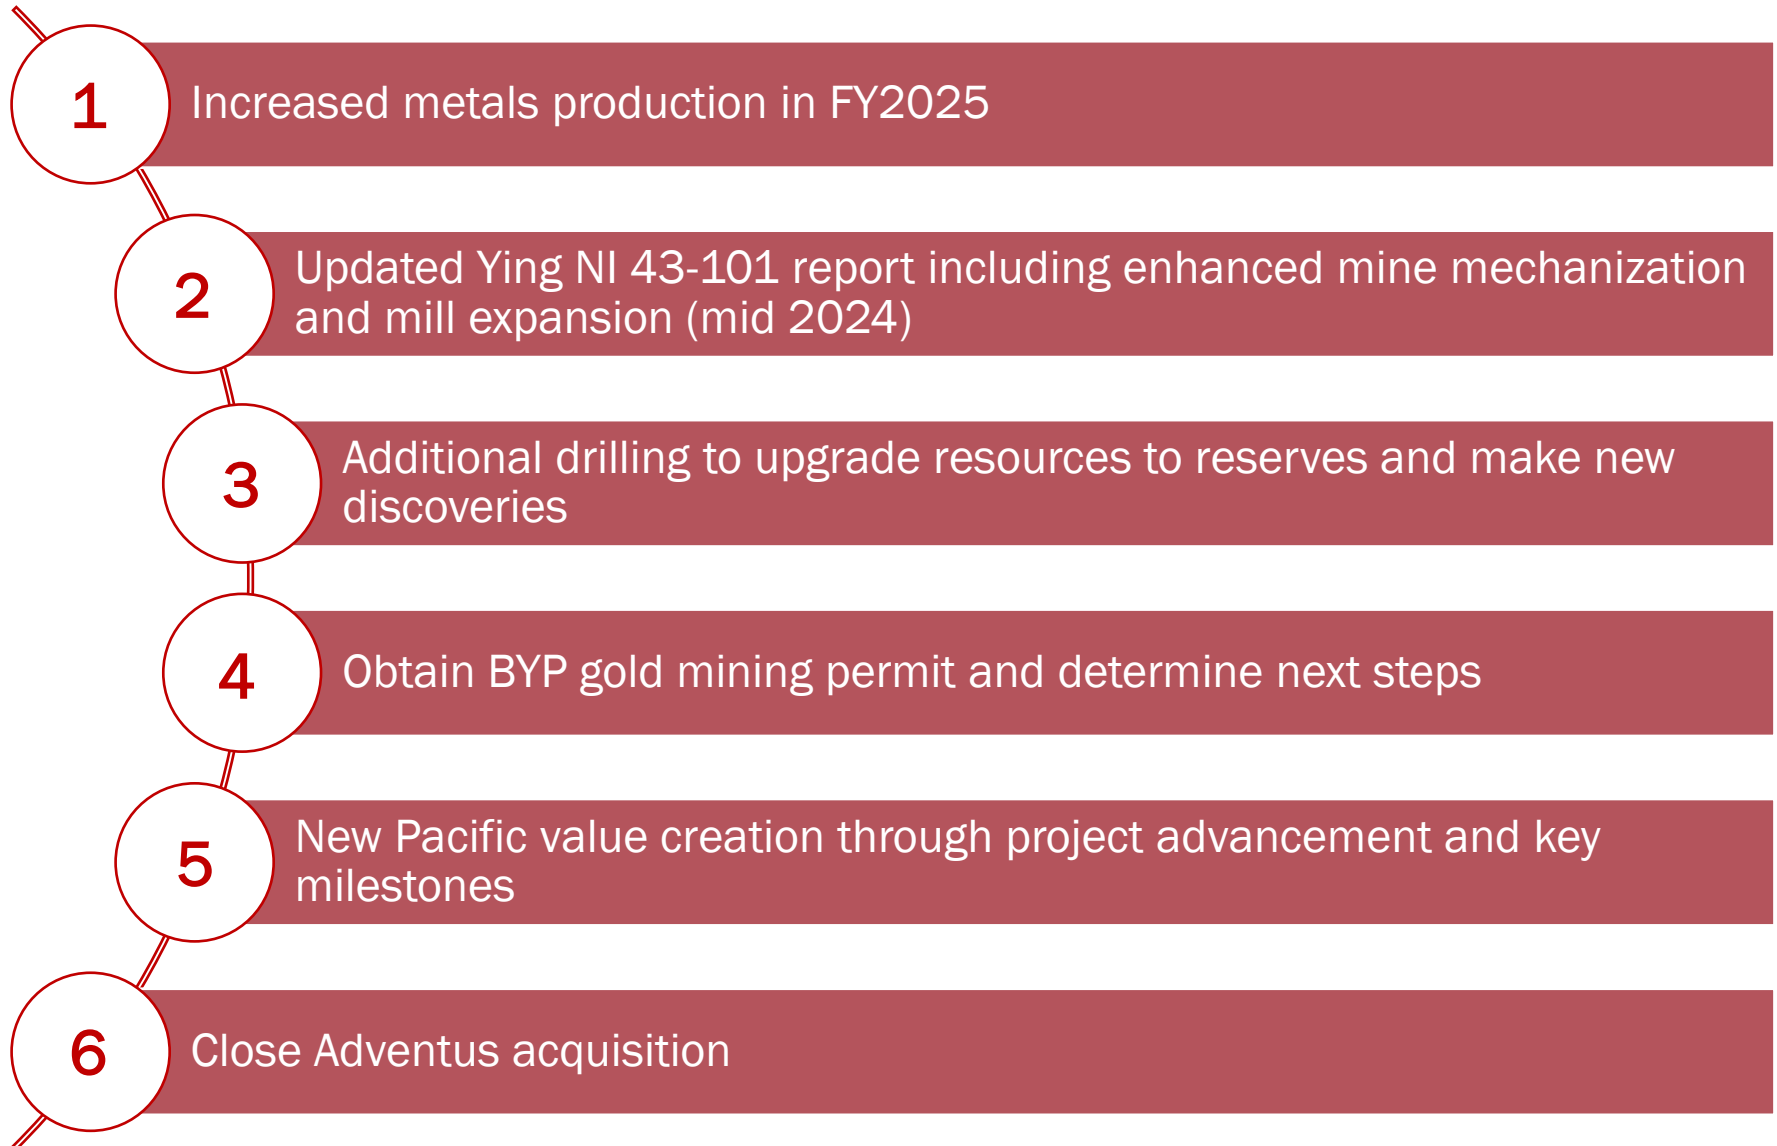 1
Increased metals production in FY2025
2
Updated Ying NI 43-101 report including enhanced mine mechanization
and mill expansion (mid 2024)
3
Additional drilling to upgrade resources to reserves and make new
discoveries
4
Obtain BYP gold mining permit and determine next steps
5
New Pacific value creation through project advancement and key
milestones
6
Close Adventus acquisition